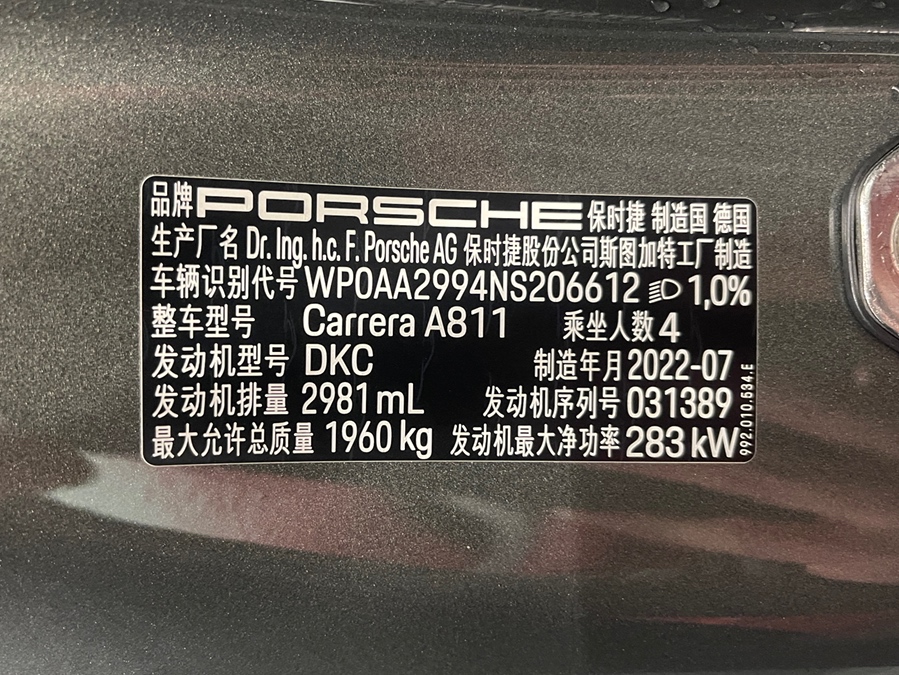 品牌 PORSCHE 保时捷 制造国 德国
生产厂名 Dr. Ing. h.c. F. Porsche AG 保时捷股份公司斯图加特工厂制造
车辆识别代号 WP0AA2994NS206612 1,0%
整车型号 Carrera A811 乘坐人数 4
发动机型号 DKC 制造年月 2022-07
发动机排量 2981 mL 发动机序列号 031389
最大允许总质量 1960 kg 发动机最大净功率 283 kW
992.010.534.E